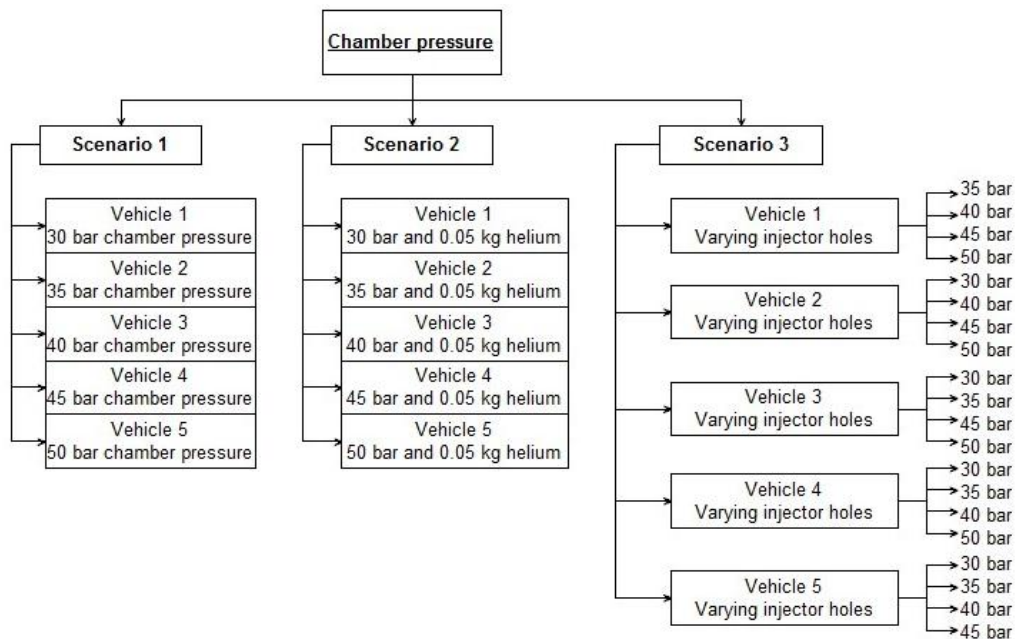 Chamber pressure
Scenario 1
Vehicle 1
30 bar chamber pressure
Vehicle 2
35 bar chamber pressure
Vehicle 3
40 bar chamber pressure
Vehicle 4
45 bar chamber pressure
Vehicle 5
50 bar chamber pressure
Scenario 2
Vehicle 1
30 bar and 0.05 kg helium
Vehicle 2
35 bar and 0.05 kg helium
Vehicle 3
40 bar and 0.05 kg helium
Vehicle 4
45 bar and 0.05 kg helium
Vehicle 5
50 bar and 0.05 kg helium
Scenario 3
Vehicle 1
Varying injector holes
35 bar
40 bar
45 bar
50 bar
Vehicle 2
Varying injector holes
30 bar
40 bar
45 bar
50 bar
Vehicle 3
Varying injector holes
30 bar
35 bar
45 bar
50 bar
Vehicle 4
Varying injector holes
30 bar
35 bar
40 bar
50 bar
Vehicle 5
Varying injector holes
30 bar
35 bar
40 bar
45 bar